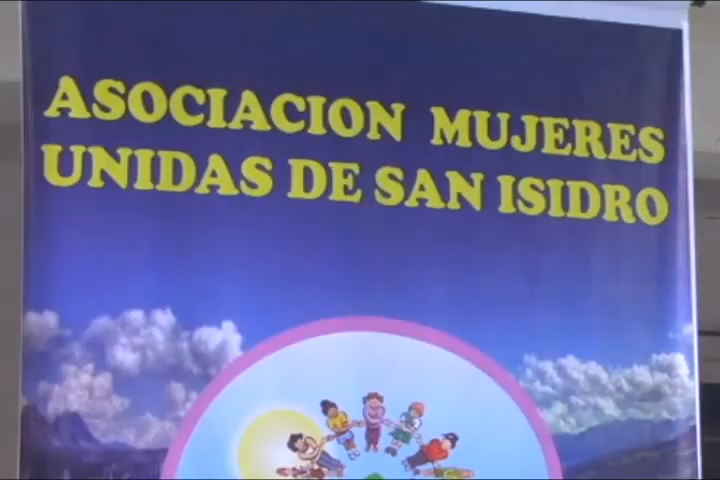 ASOCIACION MUJERES
UNIDAS DE SAN ISIDRO